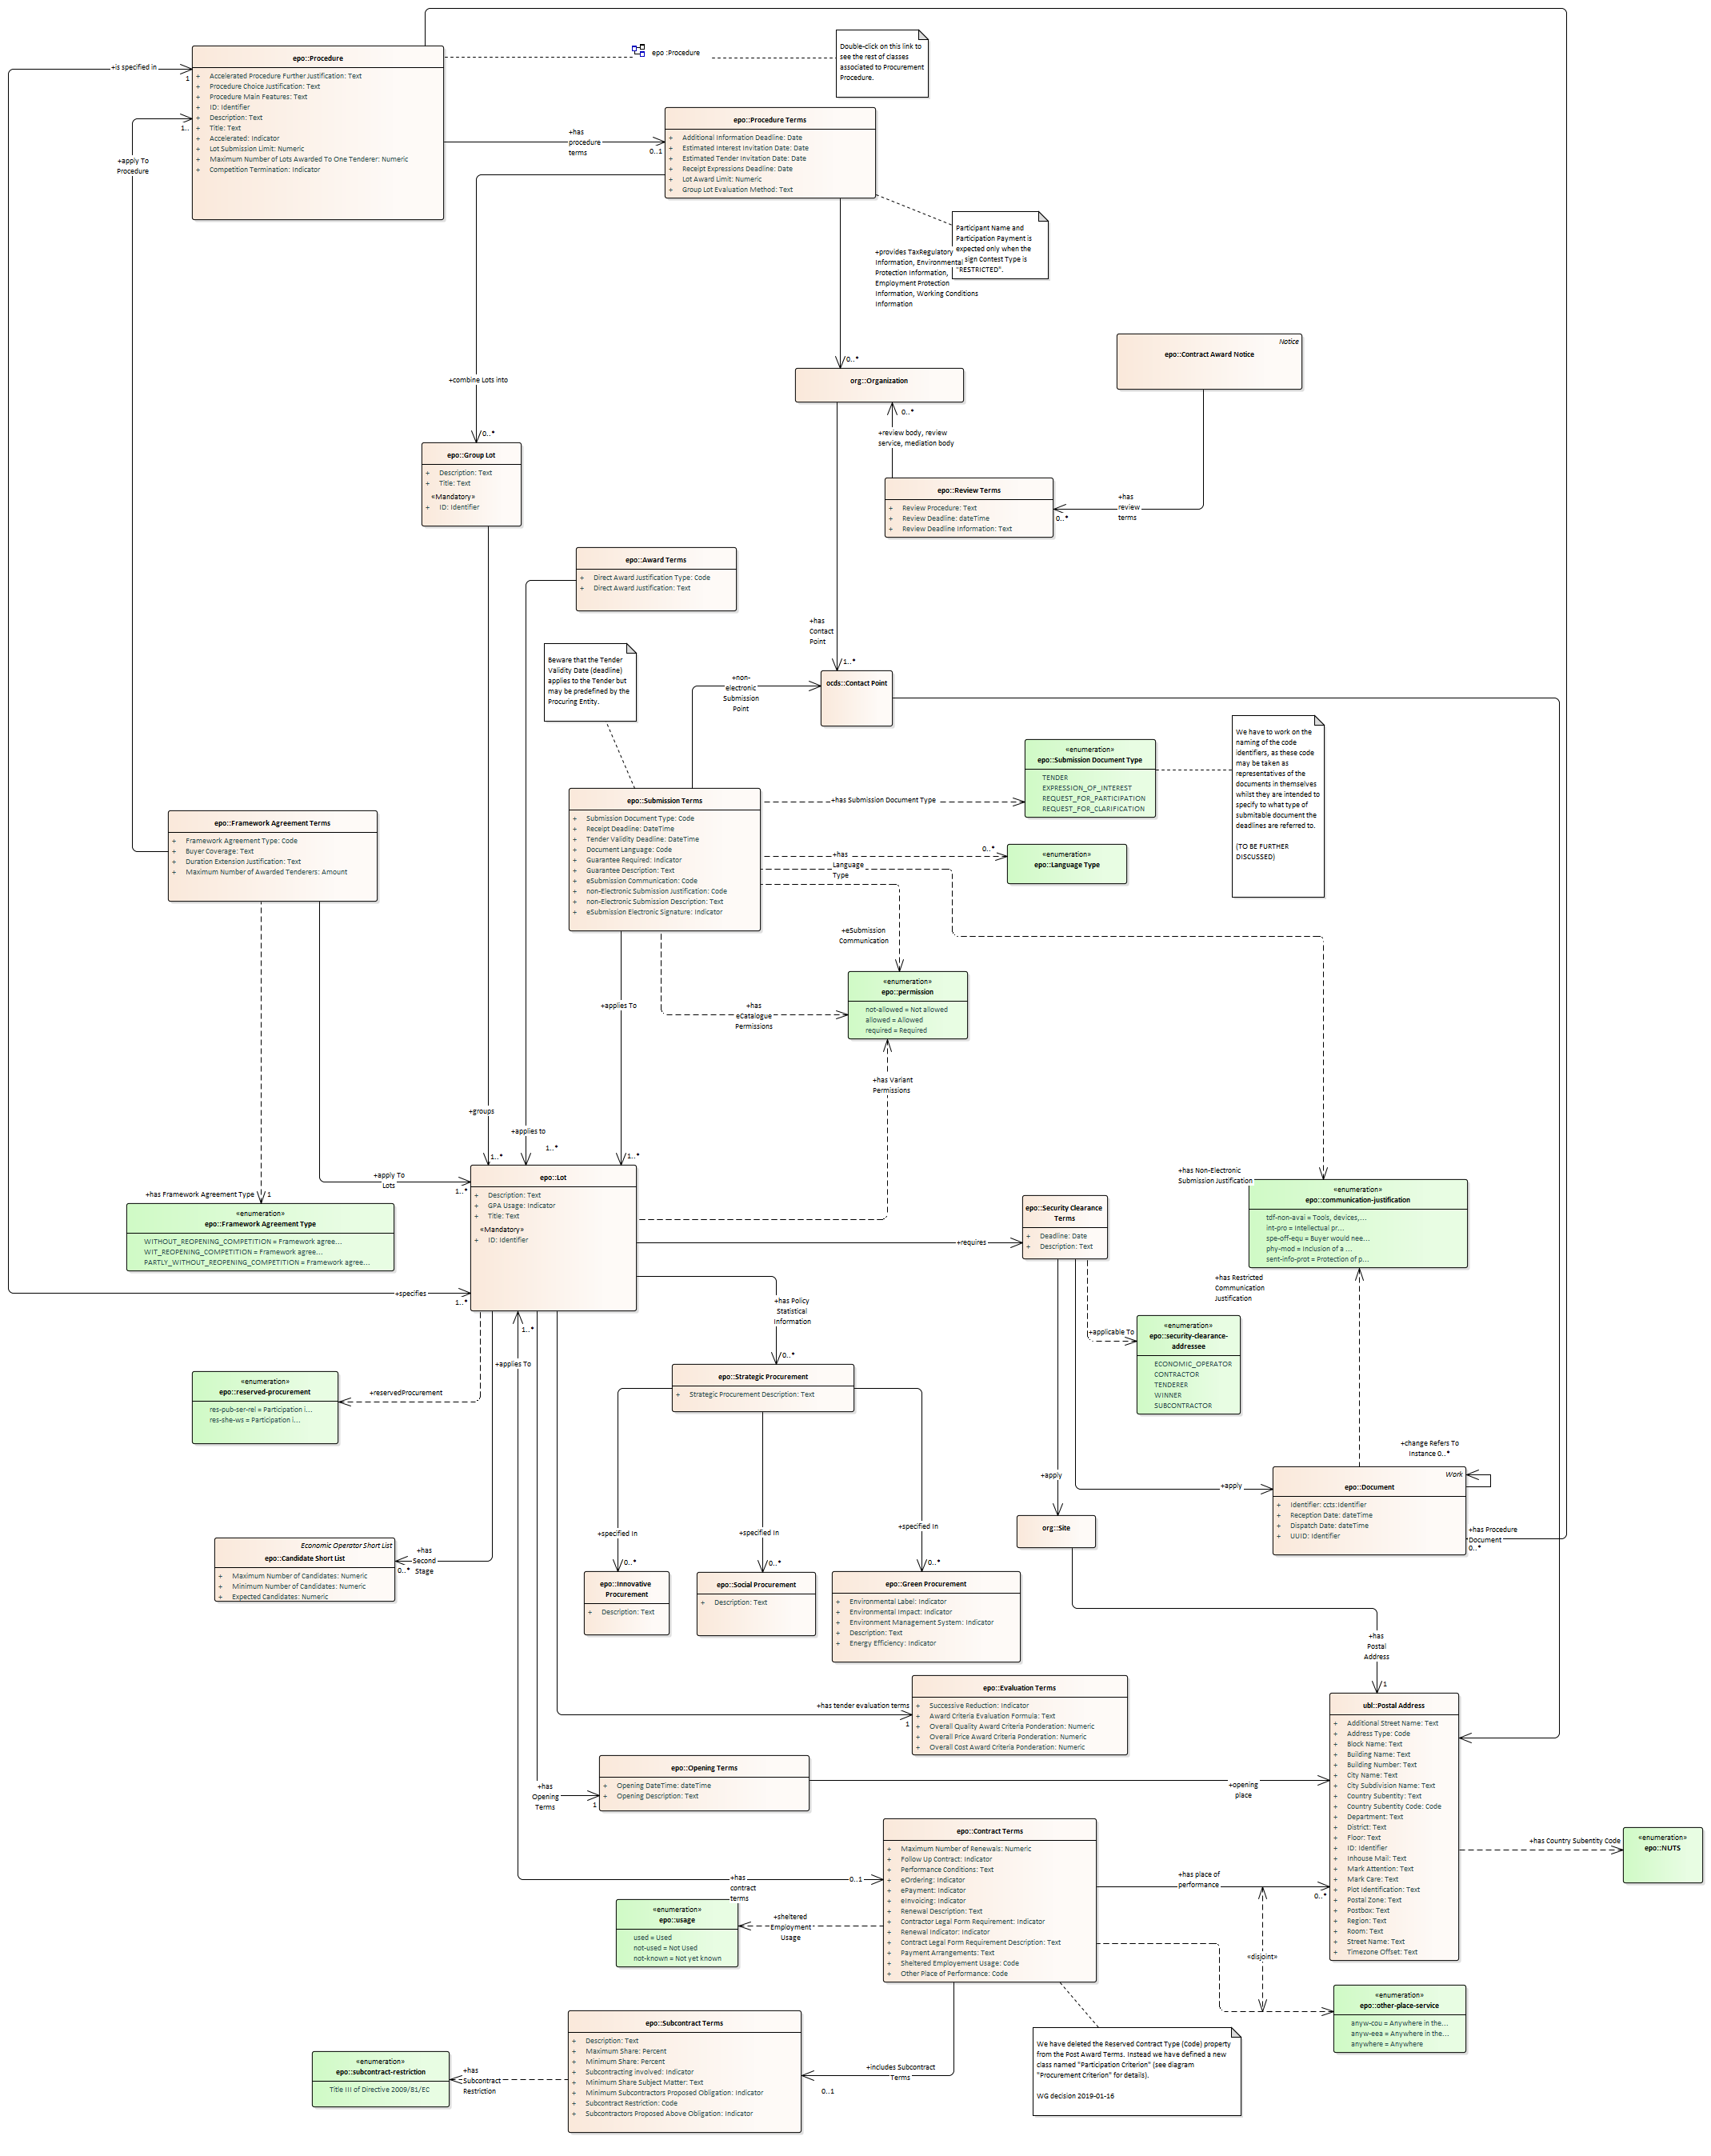 epo::Procedure
+ Accelerated Procedure Further Justification: Text
+ Procedure Choice Justification: Text
+ Procedure Main Features: Text
+ ID: Identifier
+ Description: Text
+ Title: Text
+ Accelerated: Indicator
+ Lot Submission Limit: Numeric
+ Maximum Number of Lots Awarded To One Tenderer: Numeric
+ Competition Termination: Indicator
+is specified in
1
1..
+apply To
Procedure
epo :Procedure
Double-click on this link to
see the rest of classes
associated to Procurement
Procedure.
+has
procedure
terms
0..1
epo::Procedure Terms
+ Additional Information Deadline: Date
+ Estimated Interest Invitation Date: Date
+ Estimated Tender Invitation Date: Date
+ Receipt Expressions Deadline: Date
+ Lot Award Limit: Numeric
+ Group Lot Evaluation Method: Text
Participant Name and
Participation Payment is
expected only when the
sign Contest Type is
"RESTRICTED".
+provides TaxRegulatory
Information, Environmental
Protection Information,
Employment Protection
Information, Working Conditions
Information
0..*
+combine Lots into
0..*
org::Organization
Notice
epo::Contract Award Notice
0..*
+review body, review
service, mediation body
epo::Group Lot
+ Description: Text
+ Title: Text
«Mandatory»
+ ID: Identifier
epo::Review Terms
+ Review Procedure: Text
+ Review Deadline: dateTime
+ Review Deadline Information: Text
+has
review
terms
0..*
epo::Award Terms
+ Direct Award Justification Type: Code
+ Direct Award Justification: Text
+has
Contact
Point
1..*
Beware that the Tender
Validity Date (deadline)
applies to the Tender but
may be predefined by the
Procuring Entity.
+non-
electronic
Submission
Point
ocds::Contact Point
We have to work on the
naming of the code
identifiers, as these code
may be taken as
representatives of the
documents in themselves
whilst they are intended to
specify to what type of
submitable document the
deadlines are referred to.
(TO BE FURTHER
DISCUSSED)
«enumeration»
epo::Submission Document Type
TENDER
EXPRESSION_OF_INTEREST
REQUEST_FOR_PARTICIPATION
REQUEST_FOR_CLARIFICATION
epo::Submission Terms
+ Submission Document Type: Code
+ Receipt Deadline: DateTime
+ Tender Validity Deadline: DateTime
+ Document Language: Code
+ Guarantee Required: Indicator
+ Guarantee Description: Text
+ eSubmission Communication: Code
+ non-Electronic Submission Justification: Code
+ non-Electronic Submission Description: Text
+ eSubmission Electronic Signature: Indicator
+has Submission Document Type
+has
Language
Type
0..*
«enumeration»
epo::Language Type
epo::Framework Agreement Terms
+ Framework Agreement Type: Code
+ Buyer Coverage: Text
+ Duration Extension Justification: Text
+ Maximum Number of Awarded Tenderers: Amount
+eSubmission
Communication
«enumeration»
epo::permission
not-allowed = Not allowed
allowed = Allowed
required = Required
+applies To
+has
eCatalogue
Permissions
+has Variant
Permissions
+groups
+applies to
1..*
1..*
1..*
+apply To
Lots
1..*
+has Framework Agreement Type
1
«enumeration»
epo::Framework Agreement Type
WITHOUT_REOPENING_COMPETITION = Framework agree...
WIT_REOPENING_COMPETITION = Framework agree...
PARTLY_WITHOUT_REOPENING_COMPETITION = Framework agree...
epo::Lot
+ Description: Text
+ GPA Usage: Indicator
+ Title: Text
«Mandatory»
+ ID: Identifier
+specifies
1..*
+requires
epo::Security Clearance
Terms
+ Deadline: Date
+ Description: Text
+has Non-Electronic
Submission Justification
«enumeration»
epo::communication-justification
tdf-non-avai = Tools, devices,...
int-pro = Intellectual pr...
spe-off-equ = Buyer would nee...
phy-mod = Inclusion of a ...
sent-info-prot = Protection of p...
+has Restricted
Communication
Justification
+has Policy
Statistical
Information
0..*
+applicable To
«enumeration»
epo::security-clearance-
addressee
ECONOMIC_OPERATOR
CONTRACTOR
TENDERER
WINNER
SUBCONTRACTOR
1..*
+applies To
epo::Strategic Procurement
+ Strategic Procurement Description: Text
«enumeration»
epo::reserved-procurement
res-pub-ser-rel = Participation i...
res-she-ws = Participation i...
+reservedProcurement
+change Refers To
Instance 0..*
+apply
+apply
Work
epo::Document
+ Identifier: ccts:Identifier
+ Reception Date: dateTime
+ Dispatch Date: dateTime
+ UUID: Identifier
+has Procedure
Document
0..*
org::Site
+specified In
0..*
+specified In
0..*
+specified In
0..*
Economic Operator Short List
epo::Candidate Short List
+ Maximum Number of Candidates: Numeric
+ Minimum Number of Candidates: Numeric
+ Expected Candidates: Numeric
+has
Second
Stage
0..*
epo::Innovative
Procurement
+ Description: Text
epo::Social Procurement
+ Description: Text
epo::Green Procurement
+ Environmental Label: Indicator
+ Environmental Impact: Indicator
+ Environment Management System: Indicator
+ Description: Text
+ Energy Efficiency: Indicator
+has
Postal
Address
1
+has tender evaluation terms
1
epo::Evaluation Terms
+ Successive Reduction: Indicator
+ Award Criteria Evaluation Formula: Text
+ Overall Quality Award Criteria Ponderation: Numeric
+ Overall Price Award Criteria Ponderation: Numeric
+ Overall Cost Award Criteria Ponderation: Numeric
ubl::Postal Address
+ Additional Street Name: Text
+ Address Type: Code
+ Block Name: Text
+ Building Name: Text
+ Building Number: Text
+ City Name: Text
+ City Subdivision Name: Text
+ Country Subentity: Text
+ Country Subentity Code: Code
+ Department: Text
+ District: Text
+ Floor: Text
+ ID: Identifier
+ Inhouse Mail: Text
+ Mark Attention: Text
+ Mark Care: Text
+ Plot Identification: Text
+ Postal Zone: Text
+ Postbox: Text
+ Region: Text
+ Room: Text
+ Street Name: Text
+ Timezone Offset: Text
+has
Opening
Terms
1
epo::Opening Terms
+ Opening DateTime: dateTime
+ Opening Description: Text
+opening
place
+has Country Subentity Code
«enumeration»
epo::NUTS
epo::Contract Terms
+ Maximum Number of Renewals: Numeric
+ Follow Up Contract: Indicator
+ Performance Conditions: Text
+ eOrdering: Indicator
+ ePayment: Indicator
+ eInvoicing: Indicator
+ Renewal Description: Text
+ Contractor Legal Form Requirement: Indicator
+ Renewal Indicator: Indicator
+ Contract Legal Form Requirement Description: Text
+ Payment Arrangements: Text
+ Sheltered Employement Usage: Code
+ Other Place of Performance: Code
+has
contract
terms
0..1
+has place of
performance
0..*
«enumeration»
epo::usage
used = Used
not-used = Not Used
not-known = Not yet known
+sheltered
Employment
Usage
«disjoint»
«enumeration»
epo::other-place-service
anyw-cou = Anywhere in the...
anyw-eea = Anywhere in the...
anywhere = Anywhere
epo::Subcontract Terms
+ Description: Text
+ Maximum Share: Percent
+ Minimum Share: Percent
+ Subcontracting involved: Indicator
+ Minimum Share Subject Matter: Text
+ Minimum Subcontractors Proposed Obligation: Indicator
+ Subcontract Restriction: Code
+ Subcontractors Proposed Above Obligation: Indicator
+includes Subcontract
Terms
0..1
We have deleted the Reserved Contract Type (Code) property
from the Post Award Terms. Instead we have defined a new
class named "Participation Criterion" (see diagram
"Procurement Criterion" for details).
WG decision 2019-01-16
«enumeration»
epo::subcontract-restriction
Title III of Directive 2009/81/EC
+has
Subcontract
Restriction